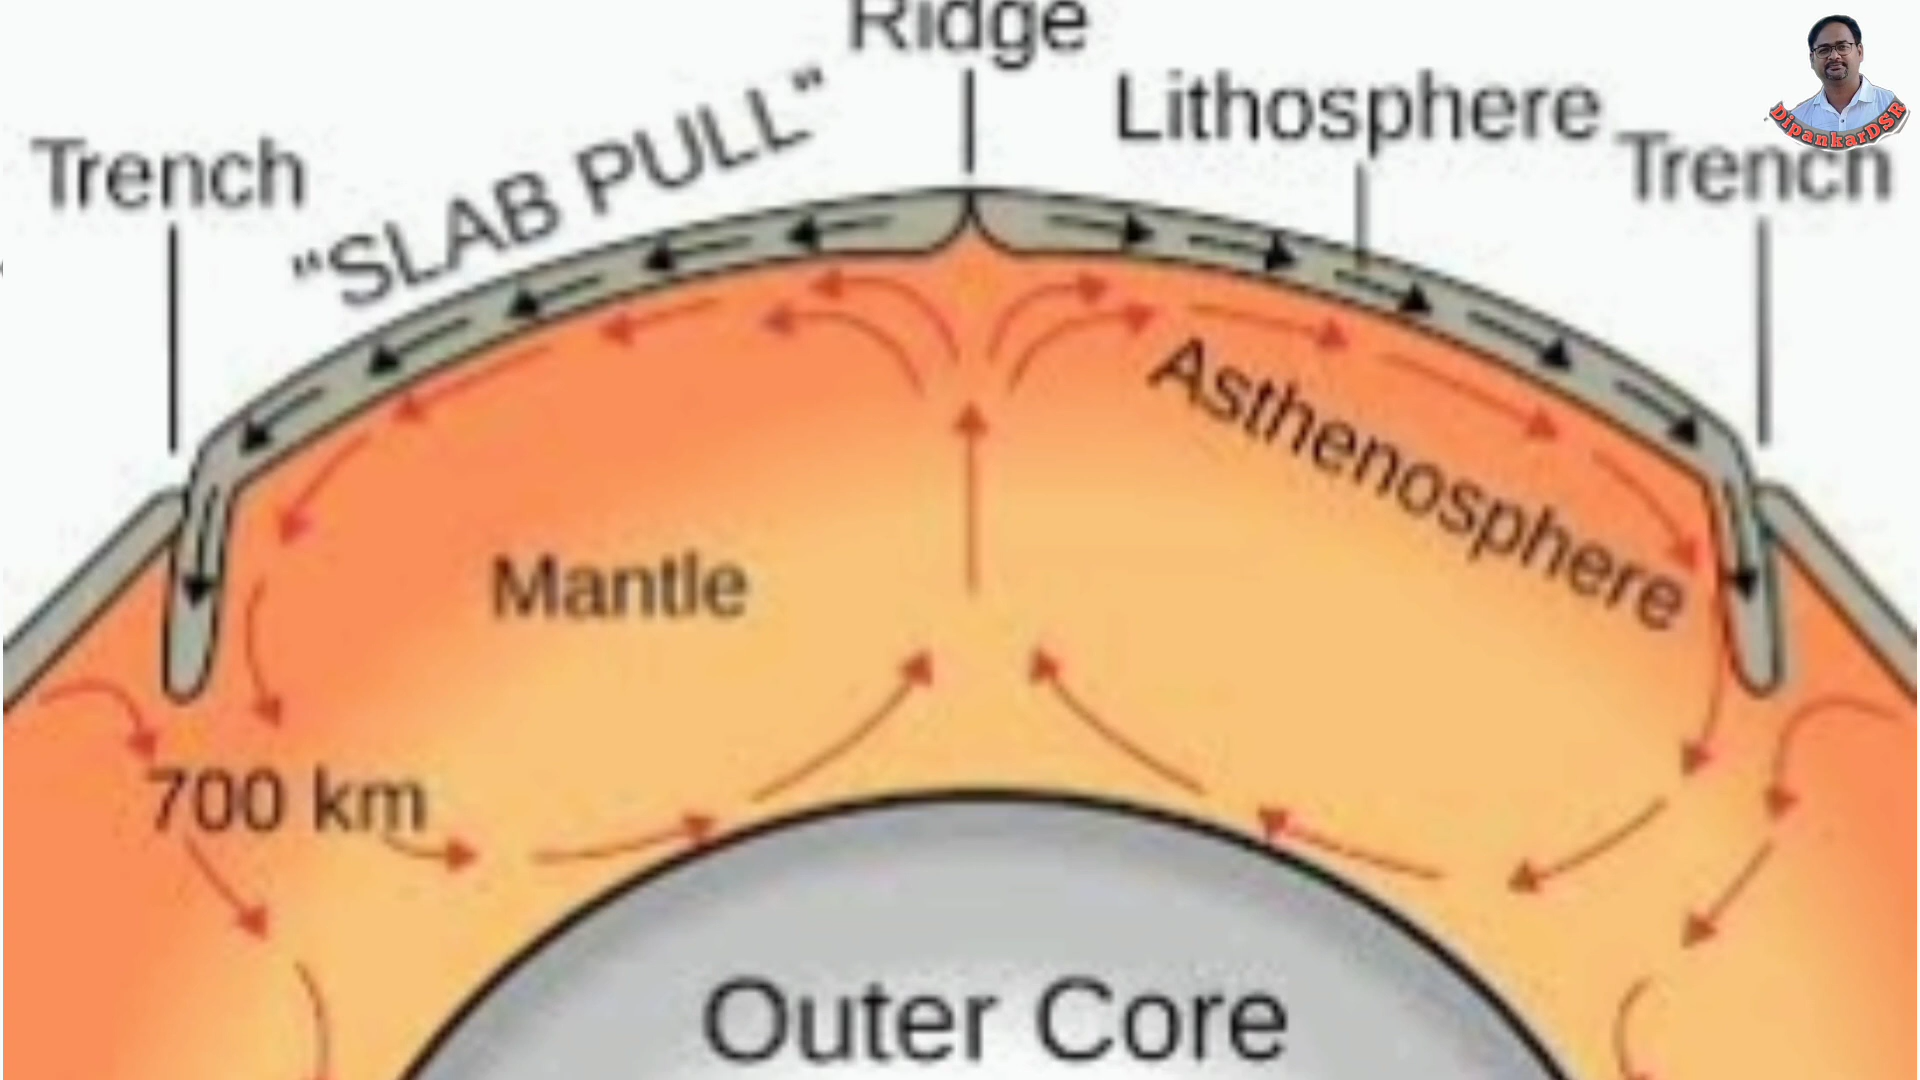 Ridge
Lithosphere
Trench
"SLAB PULL"
Trench
DipankarDSR
Asthenosphere
Mantle
700 km
Outer Core